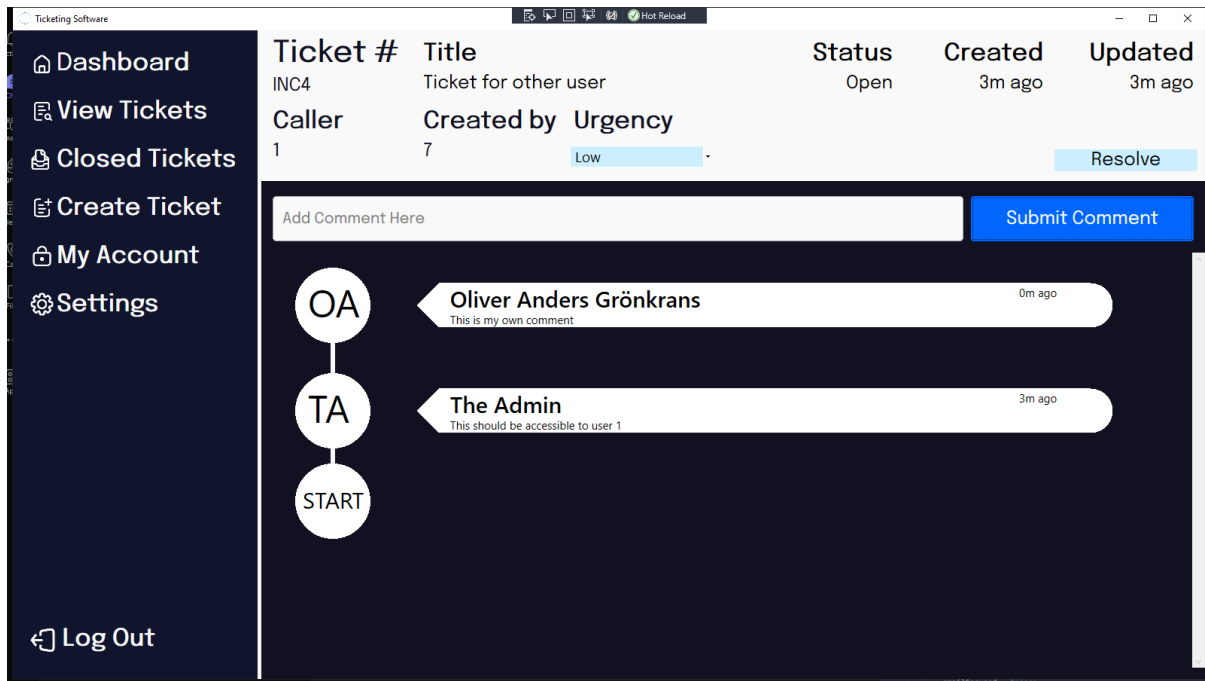 Ticketing Software
Hot Reload
Dashboard
View Tickets
Closed Tickets
Create Ticket
My Account
Settings
Log Out
Ticket # Title Status Created Updated
INC4 Ticket for other user Open 3m ago 3m ago
Caller Created by Urgency
1 7 Low
Resolve
Add Comment Here Submit Comment
OA Oliver Anders Grönkrans 0m ago
This is my own comment
TA The Admin 3m ago
This should be accessible to user 1
START